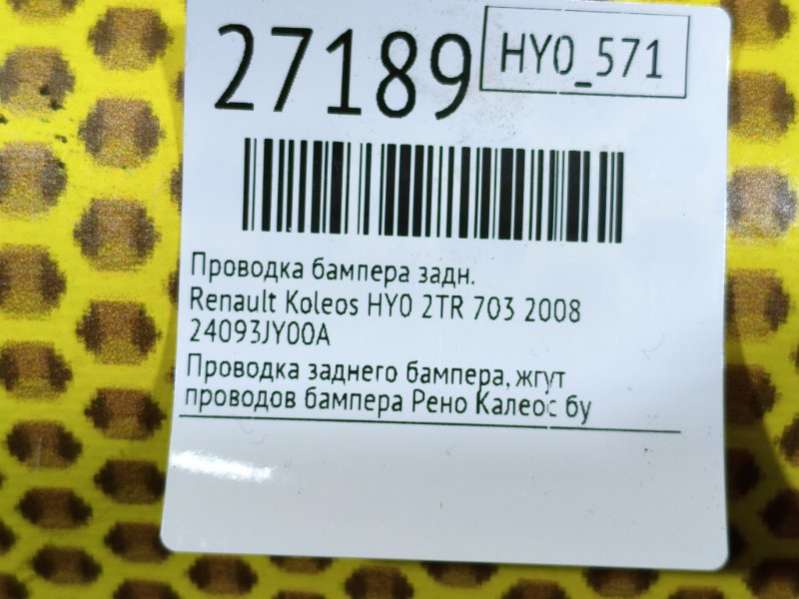 27189
HY0_571
Проводка бампера задн.
Renault Koleos HY0 2TR 703 2008
24093JY00A
Проводка заднего бампера, жгут
проводов бампера Рено Калеос бу